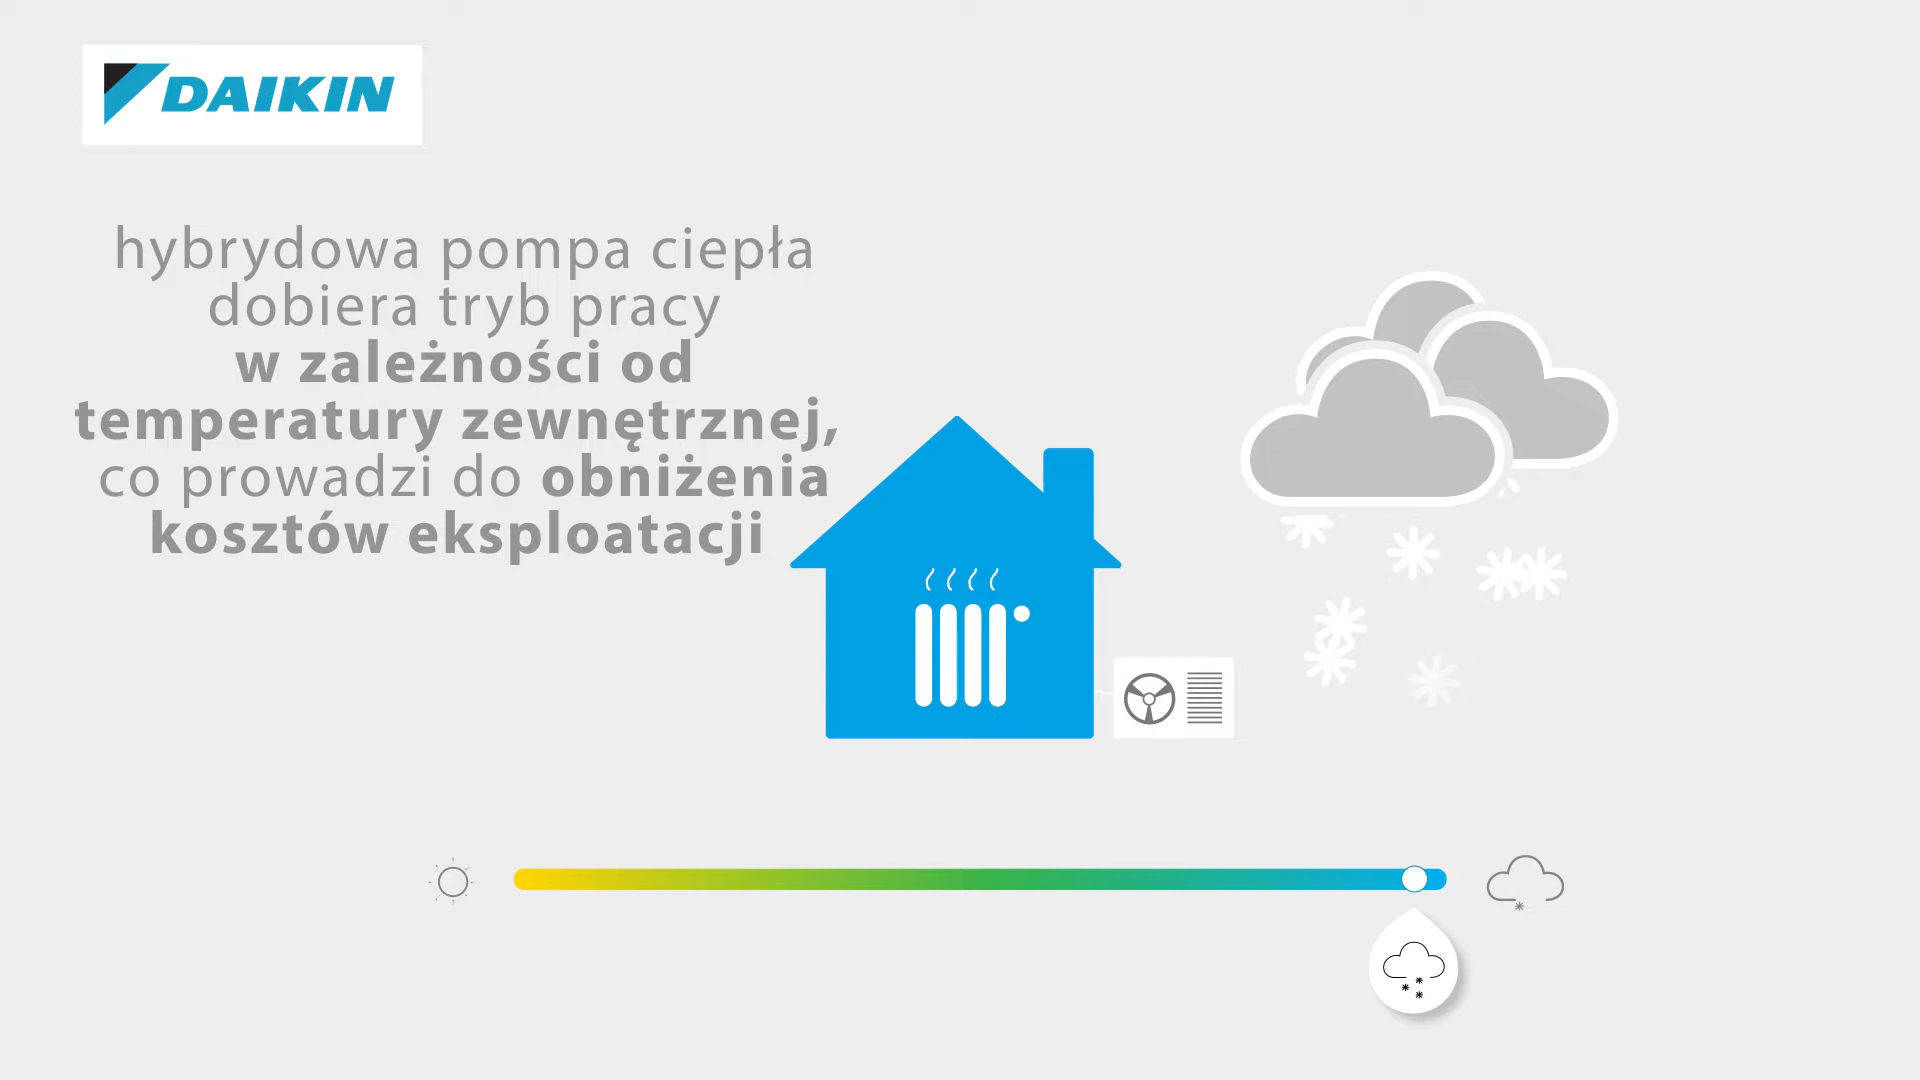 DAIKIN
hybrydowa pompa ciepła
dobiera tryb pracy
w zależności od
temperatury zewnętrznej,
co prowadzi do obniżenia
kosztów eksploatacji